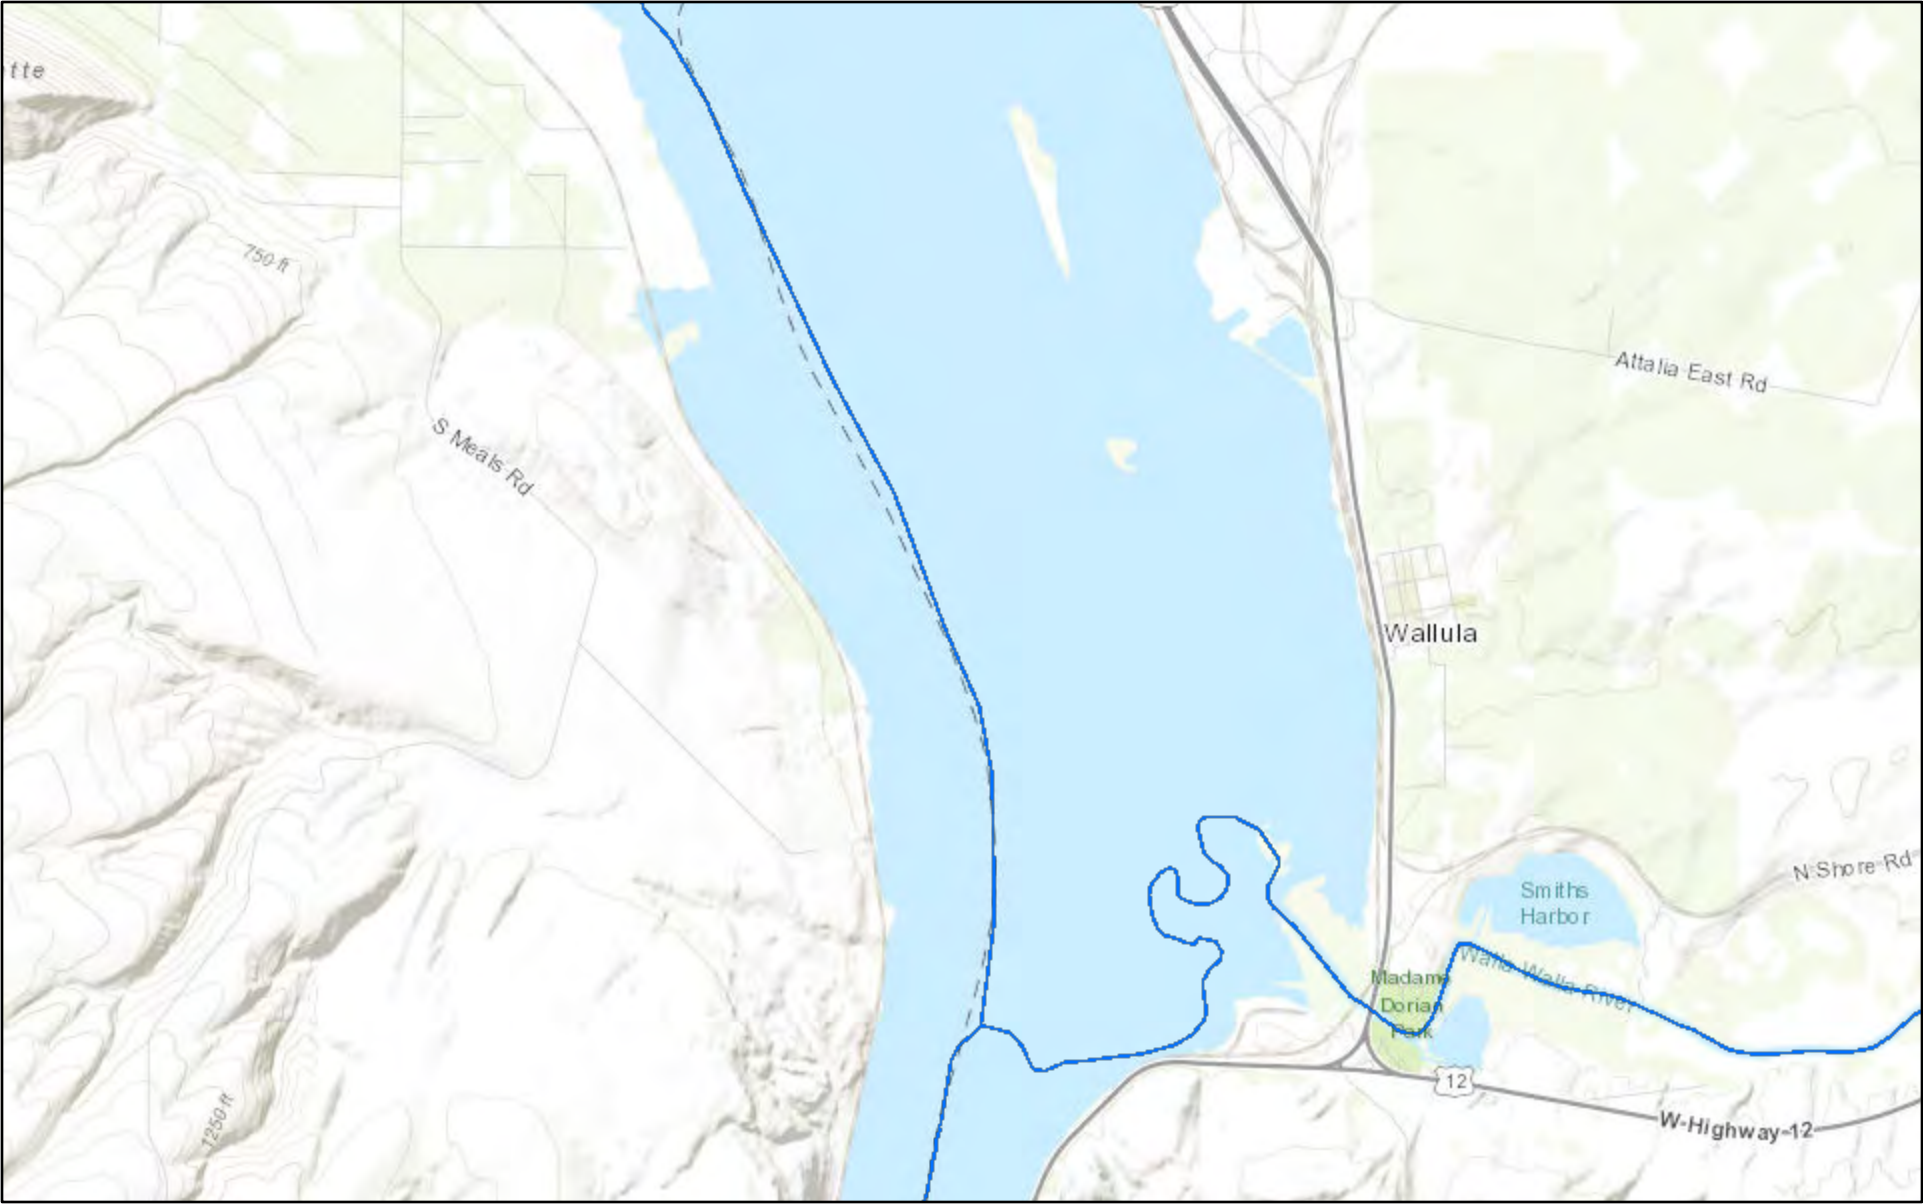 tte
750 ft
Attalia East Rd
S Meals Rd
Wallula
N Shore Rd
Smiths
Harbor
Walla Walla River
Madame
Dorian
Park
12
1250 ft
W Highway 12